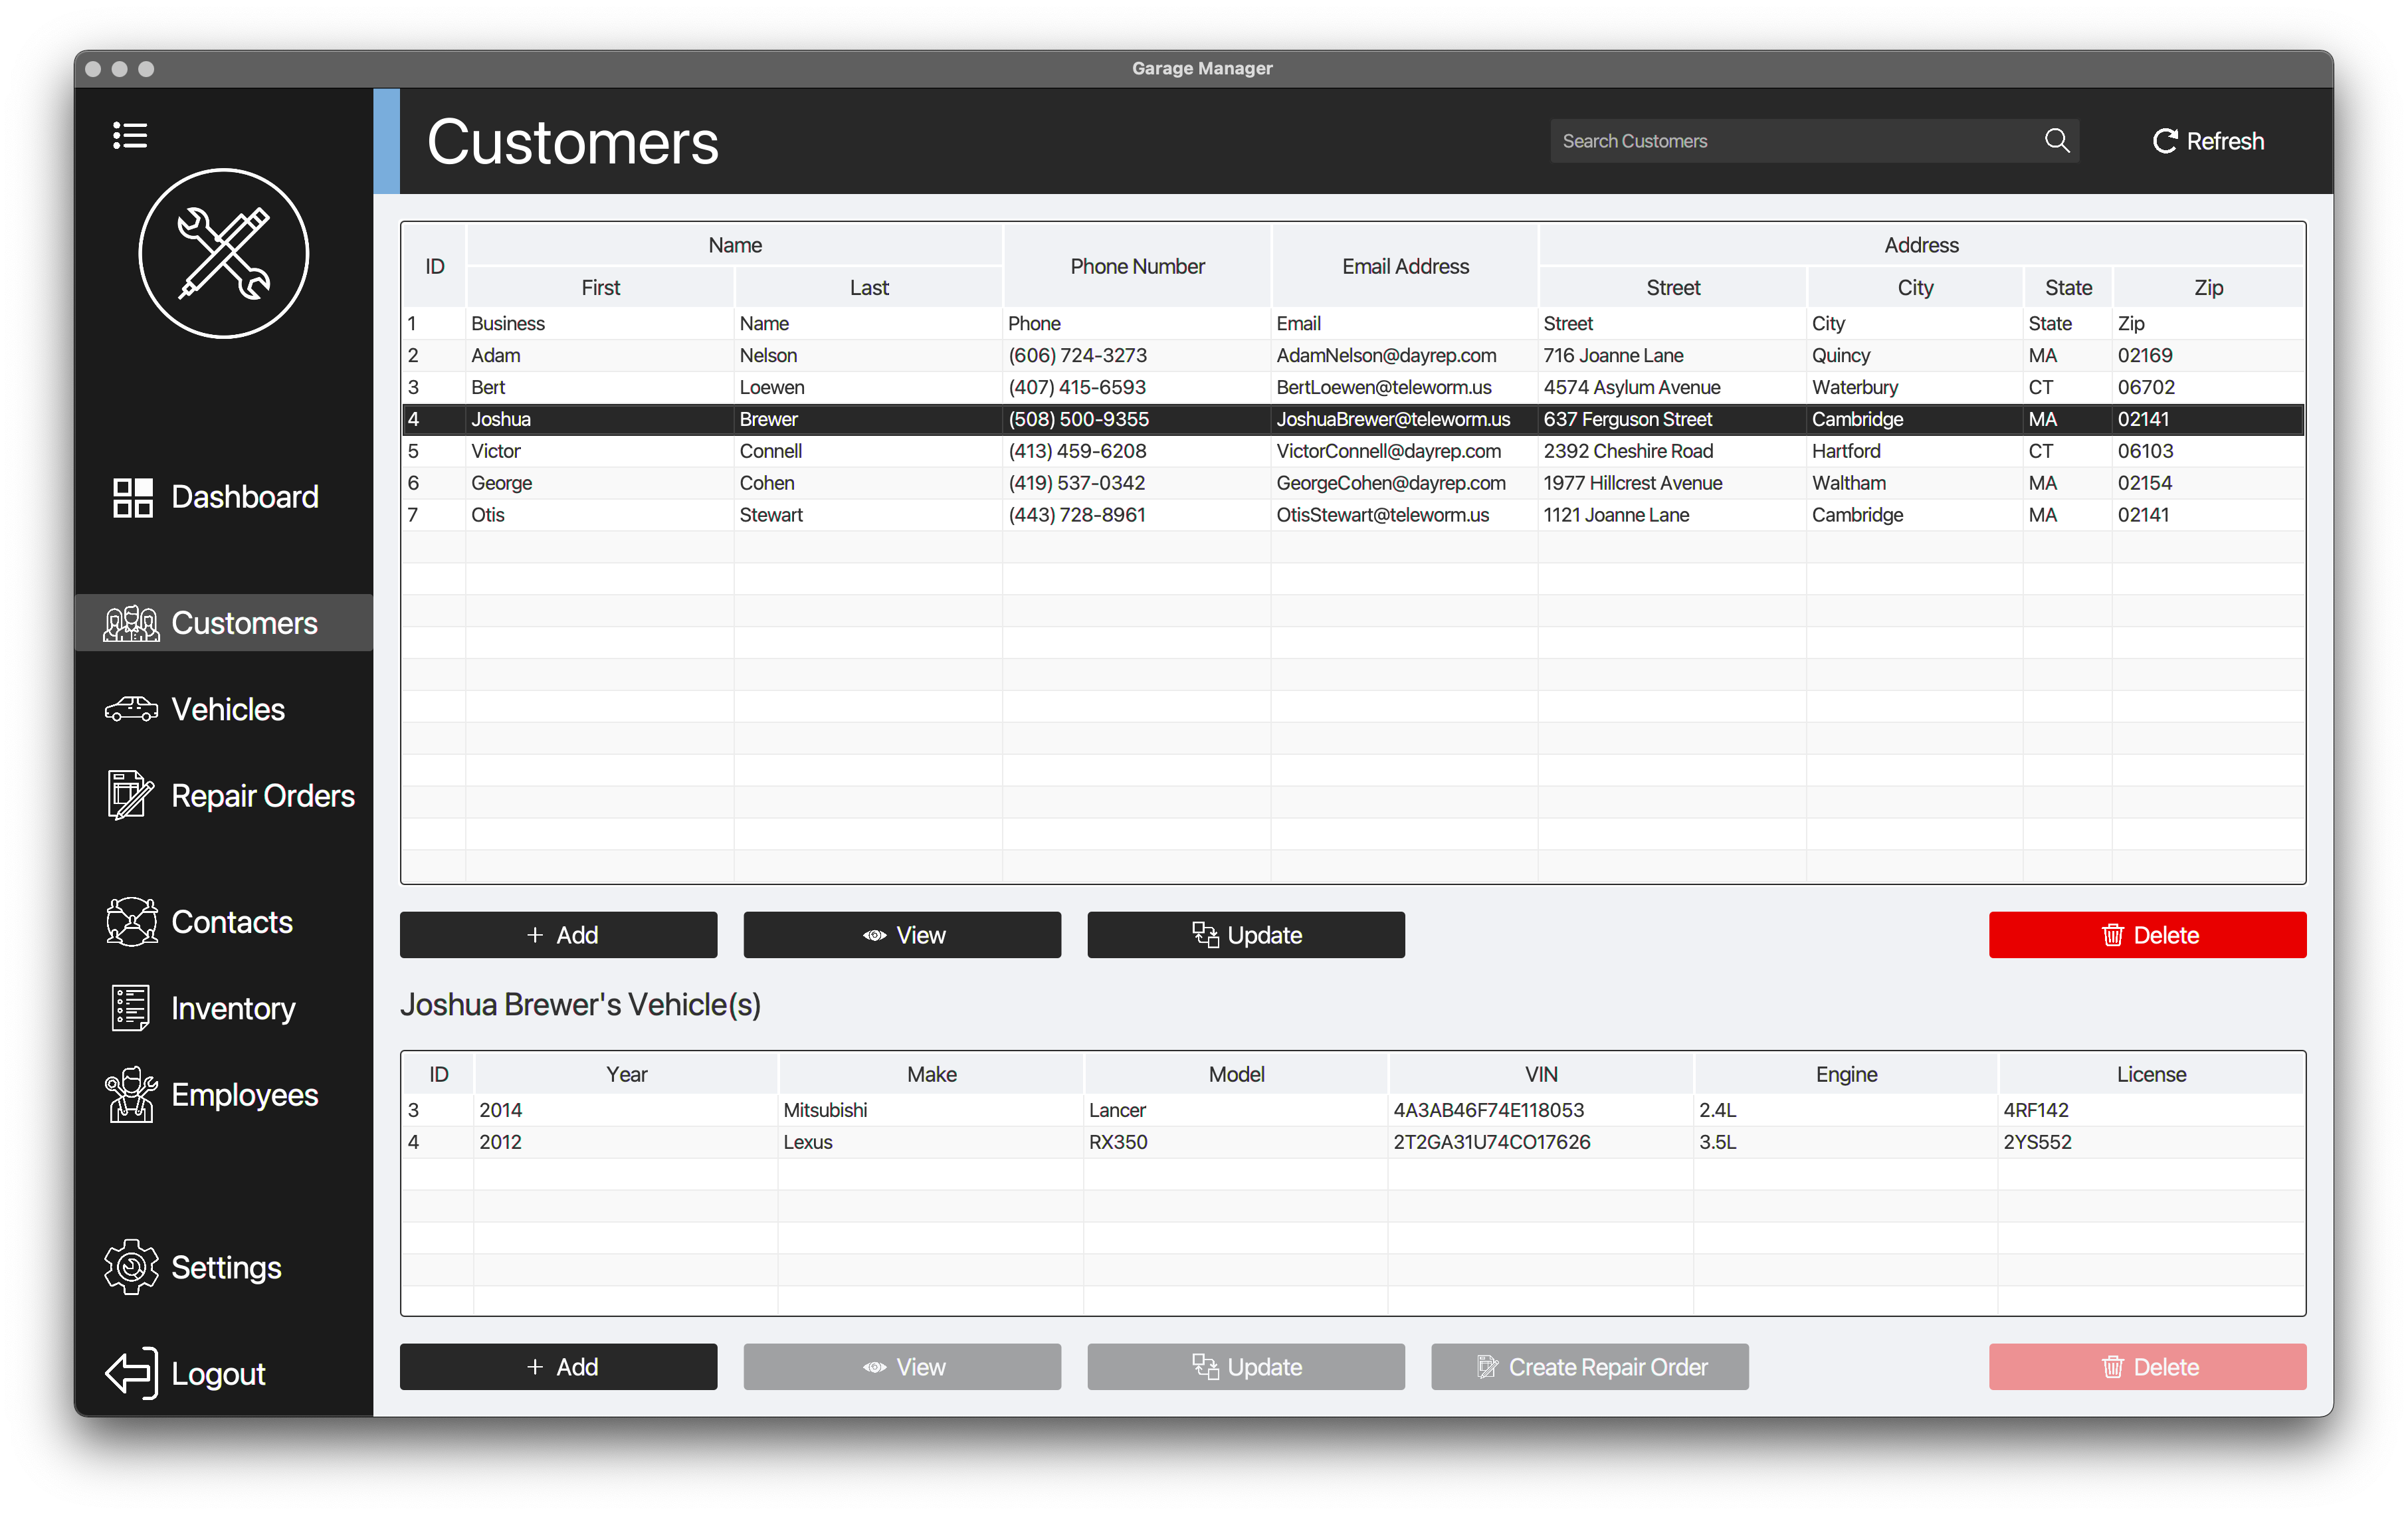 Garage Manager
Customers
Search Customers
Refresh
Dashboard
Customers
Vehicles
Repair Orders
Contacts
Inventory
Employees
Settings
Logout
ID Name Phone Number Email Address Address
First Last Street City State Zip
1 Business Name Phone Email Street City State Zip
2 Adam Nelson (606) 724-3273 AdamNelson@dayrep.com 716 Joanne Lane Quincy MA 02169
3 Bert Loewen (407) 415-6593 BertLoewen@teleworm.us 4574 Asylum Avenue Waterbury CT 06702
4 Joshua Brewer (508) 500-9355 JoshuaBrewer@teleworm.us 637 Ferguson Street Cambridge MA 02141
5 Victor Connell (413) 459-6208 VictorConnell@dayrep.com 2392 Cheshire Road Hartford CT 06103
6 George Cohen (419) 537-0342 GeorgeCohen@dayrep.com 1977 Hillcrest Avenue Waltham MA 02154
7 Otis Stewart (443) 728-8961 OtisStewart@teleworm.us 1121 Joanne Lane Cambridge MA 02141
Add View Update Delete
Joshua Brewer's Vehicle(s)
ID Year Make Model VIN Engine License
3 2014 Mitsubishi Lancer 4A3AB46F74E118053 2.4L 4RF142
4 2012 Lexus RX350 2T2GA31U74CO17626 3.5L 2YS552
Add View Update Create Repair Order Delete